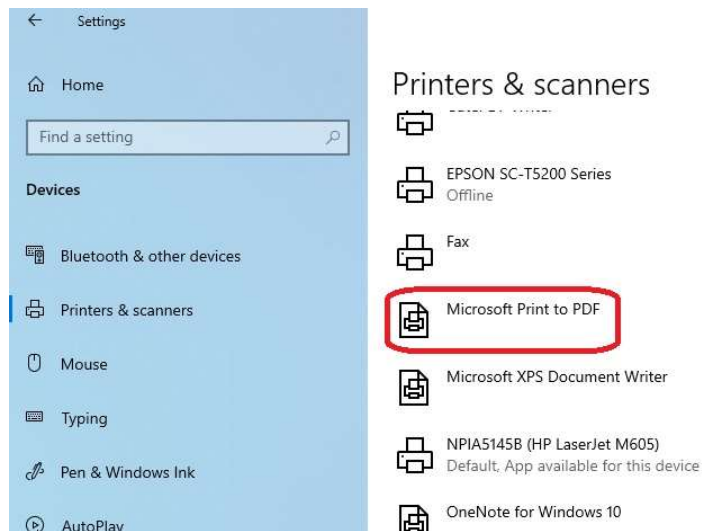 Settings
Home
Find a setting
Devices
Bluetooth & other devices
Printers & scanners
Mouse
Typing
Pen & Windows Ink
AutoPlay
Printers & scanners
EPSON SC-T5200 Series
Offline
Fax
Microsoft Print to PDF
Microsoft XPS Document Writer
NPIA5145B (HP LaserJet M605)
Default, App available for this device
OneNote for Windows 10